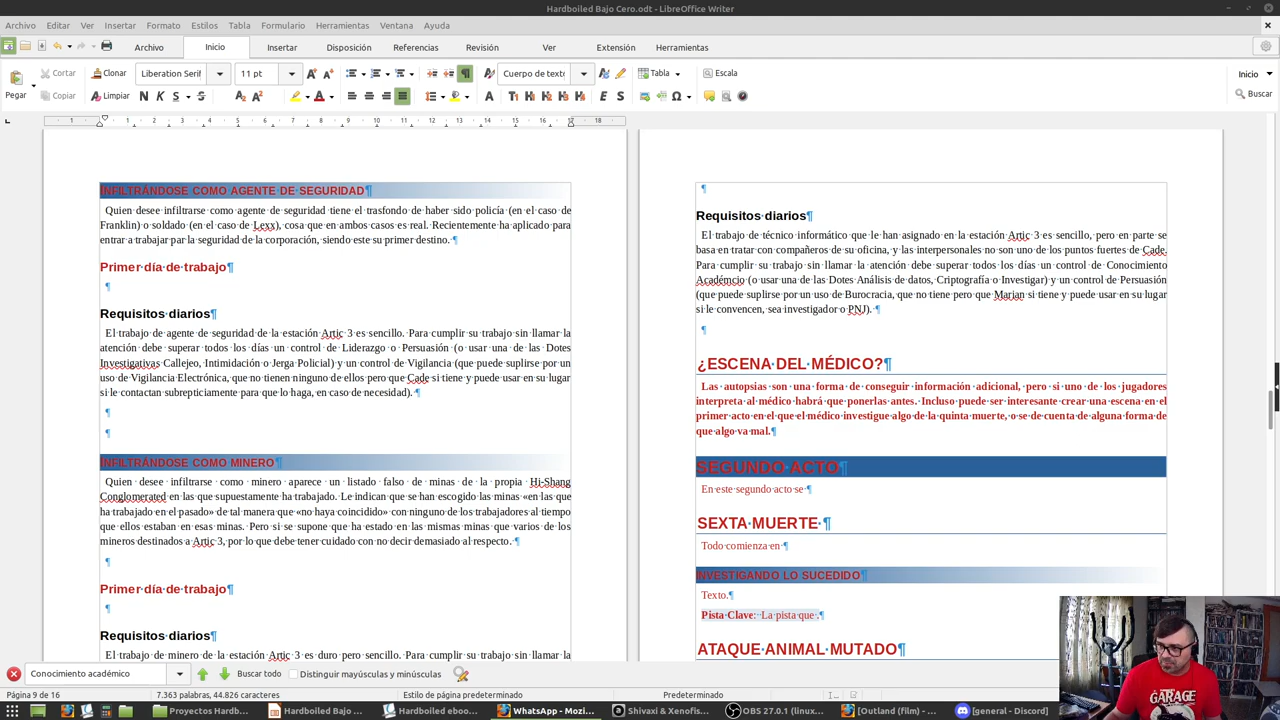 Hardboiled Bajo Cero.odt - LibreOffice Writer
Archivo Editar Ver Insertar Formato Estilos Tabla Formulario Herramientas Ventana Ayuda
Archivo Inicio Insertar Disposición Referencias Revisión Ver Extensión Herramientas
Cortar Clonar Liberation Serif 11 pt Cuerpo de texto Tabla Escala Inicio
Pegar Copiar Limpiar Buscar
INFILTRÁNDOSE COMO AGENTE DE SEGURIDAD¶
Quien desee infiltrarse como agente de seguridad tiene el trasfondo de haber sido policía (en el caso de
Franklin) o soldado (en el caso de Lexx), cosa que en ambos casos es real. Recientemente ha aplicado para
entrar a trabajar par la seguridad de la corporación, siendo este su primer destino. ¶
Primer día de trabajo¶
¶
Requisitos diarios¶
El trabajo de agente de seguridad de la estación Artic 3 es sencillo. Para cumplir su trabajo sin llamar la
atención debe superar todos los días un control de Liderazgo o Persuasión (o usar una de las Dotes
Investigativas Callejeo, Intimidación o Jerga Policial) y un control de Vigilancia (que puede suplirse por un
uso de Vigilancia Electrónica, que no tienen ninguno de ellos pero que Cade si tiene y puede usar en su lugar
si le contactan subrepticiamente para que lo haga, en caso de necesidad). ¶
¶
¶
INFILTRÁNDOSE COMO MINERO¶
Quien desee infiltrarse como minero aparece un listado falso de minas de la propia Hi-Shang
Conglomerated en las que supuestamente ha trabajado. Le indican que se han escogido las minas «en las que
ha trabajado en el pasado» de tal manera que «no haya coincidido» con ninguno de los trabajadores al tiempo
que ellos estaban en esas minas. Pero si se supone que ha estado en las mismas minas que varios de los
mineros destinados a Artic 3, por lo que debe tener cuidado con no decir demasiado al respecto. ¶
¶
Primer día de trabajo¶
¶
Requisitos diarios¶
El trabajo de minero de la estación Artic 3 es duro pero sencillo. Para cumplir su trabajo sin llamar la
¶
Requisitos diarios¶
El trabajo de técnico informático que le han asignado en la estación Artic 3 es sencillo, pero en parte se
basa en tratar con compañeros de su oficina, y las interpersonales no son uno de los puntos fuertes de Cade.
Para cumplir su trabajo sin llamar la atención debe superar todos los días un control de Conocimiento
Académcio (o usar una de las Dotes Análisis de datos, Criptografía o Investigar) y un control de Persuasión
(que puede suplirse por un uso de Burocracia, que no tiene pero que Marian si tiene y puede usar en su lugar
si le convencen, sea investigador o PNJ). ¶
¶
¿ESCENA DEL MÉDICO?¶
Las autopsias son una forma de conseguir información adicional, pero si uno de los jugadores
interpreta al médico habrá que ponerlas antes. Incluso puede ser interesante crear una escena en el
primer acto en el que el médico investigue algo de la quinta muerte, o se de cuenta de alguna forma de
que algo va mal.¶
SEGUNDO ACTO¶
En este segundo acto se ¶
SEXTA MUERTE ¶
Todo comienza en ¶
INVESTIGANDO LO SUCEDIDO¶
Texto.¶
Pista Clave: La pista que .¶
ATAQUE ANIMAL MUTADO¶
Conocimiento académico Buscar todo Distinguir mayúsculas y minúsculas
Página 9 de 16 7.363 palabras, 44.826 caracteres Estilo de página predeterminado Predeterminado
Proyectos Hardb... Hardboiled Bajo ... Hardboiled eboo... WhatsApp - Mozi... Shivaxi & Xenofis... OBS 27.0.1 (linux... [Outland (film) - ... [general - Discord]
GARAGE